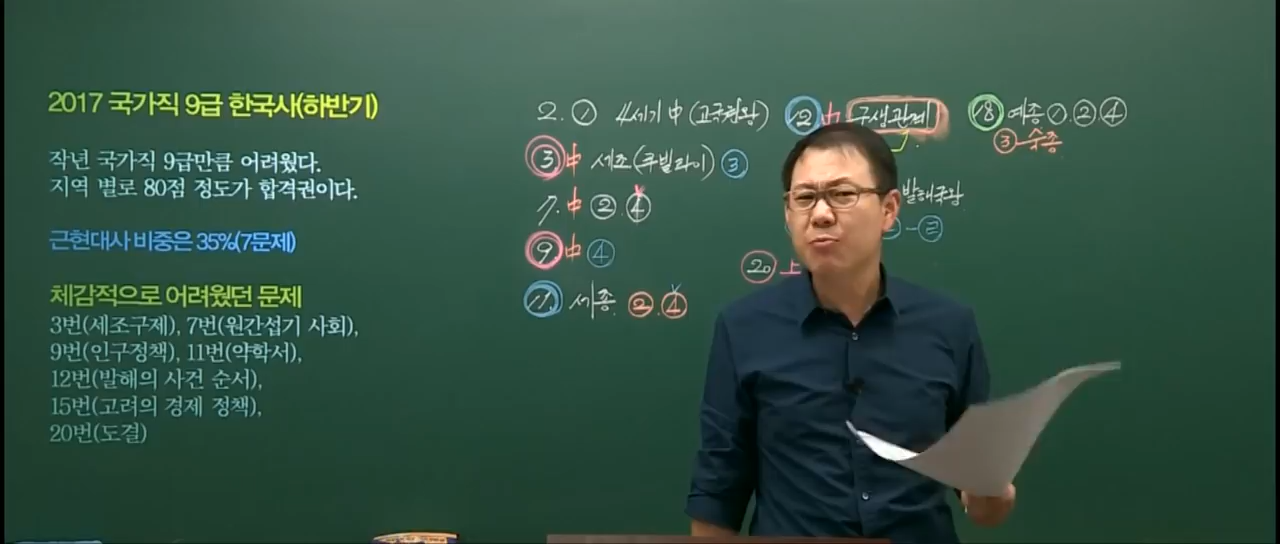 2017 국가직 9급 한국사(하반기)
작년 국가직 9급만큼 어려웠다.
지역 별로 80점 정도가 합격권이다.
근현대사 비중은 35%(7문제)
체감적으로 어려웠던 문제
3번(세조구제), 7번(원간섭기 사회),
9번(인구정책), 11번(약학서),
12번(발해의 사건 순서),
15번(고려의 경제 정책),
20번(도결)
2. ① 4세기 中 (고국원왕)
③. 中 세조(쿠빌라이) ③
7. 中 ② ④
⑨. 中 ④
⑪. 세종 ② ④
⑫ 中 구생관계
발해국왕
⑳ 上
⑱ 예종 ① ② ④
③ 숙종